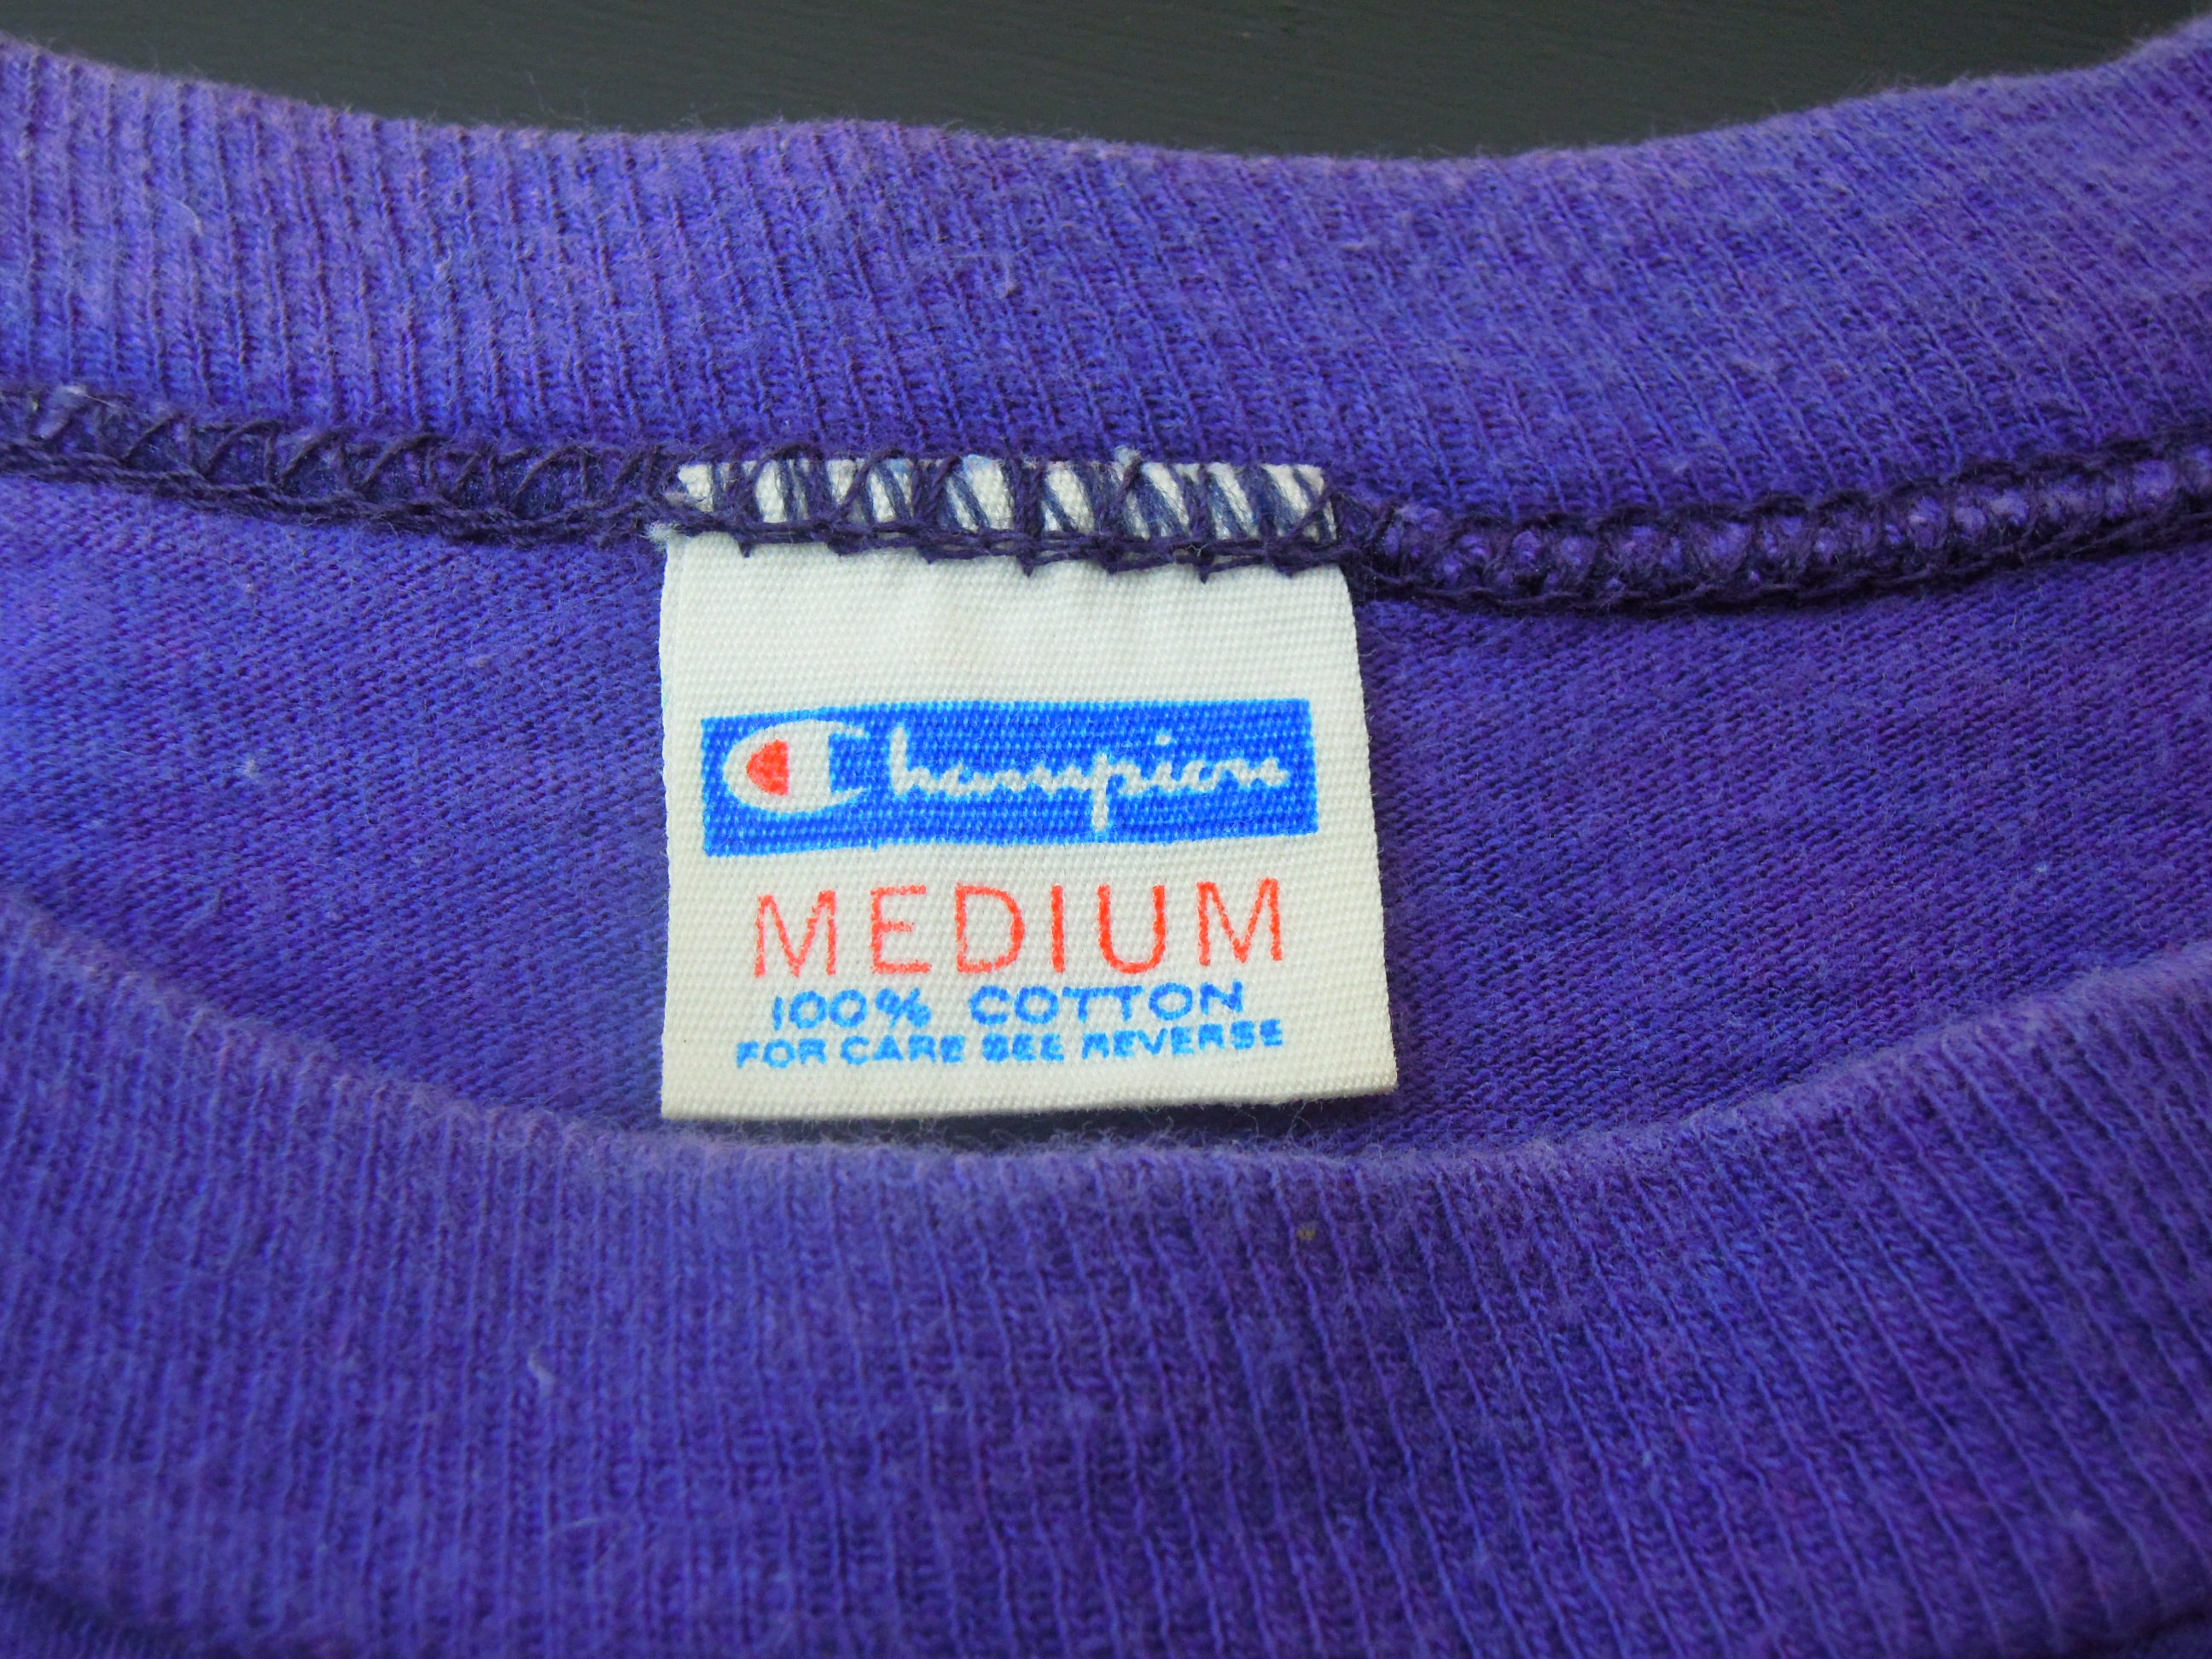 Champion
MEDIUM
100% COTTON
FOR CARE SEE REVERSE